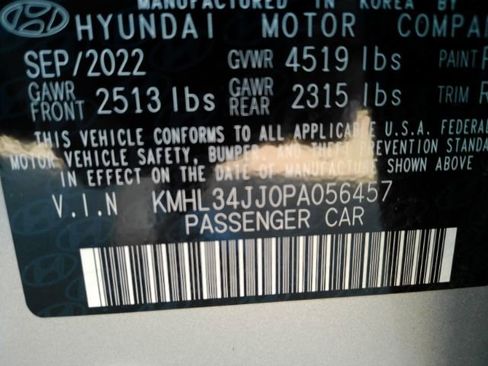 MANUFACTURED IN KOREA BY
HYUNDAI MOTOR COMPA
SEP/2022 GVWR 4519 lbs PAINT
GAWR FRONT 2513 lbs GAWR REAR 2315 lbs TRIM
THIS VEHICLE CONFORMS TO ALL APPLICABLE U.S.A. FEDERAL
MOTOR VEHICLE SAFETY, BUMPER AND THEFT PREVENTION STANDA
IN EFFECT ON THE DATE OF MANUFACTURE SHOWN ABOVE
V.I.N KMHL34JJ0PA056457
PASSENGER CAR